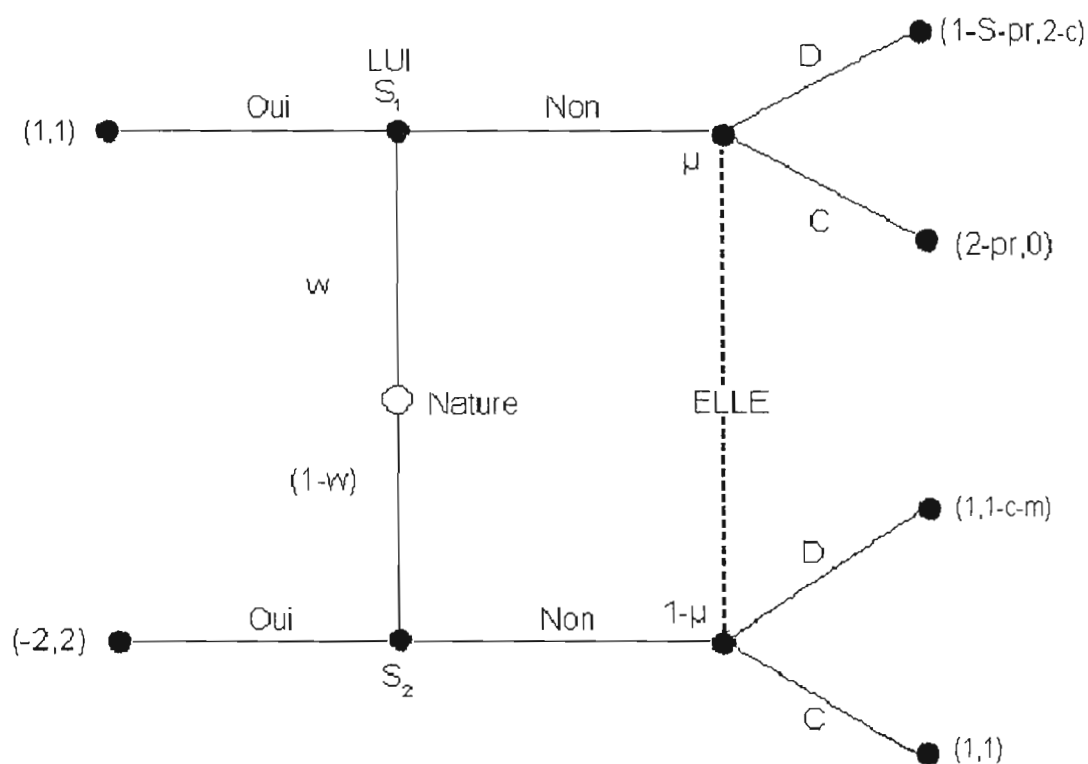 (1-S-pr,2-c)
D
LUI
S₁
Oui
Non
(1,1)
μ
C
(2-pr,0)
w
Nature
ELLE
(1-w)
(1,1-c-m)
D
Oui
Non
1-μ
(-2,2)
S₂
C
(1,1)